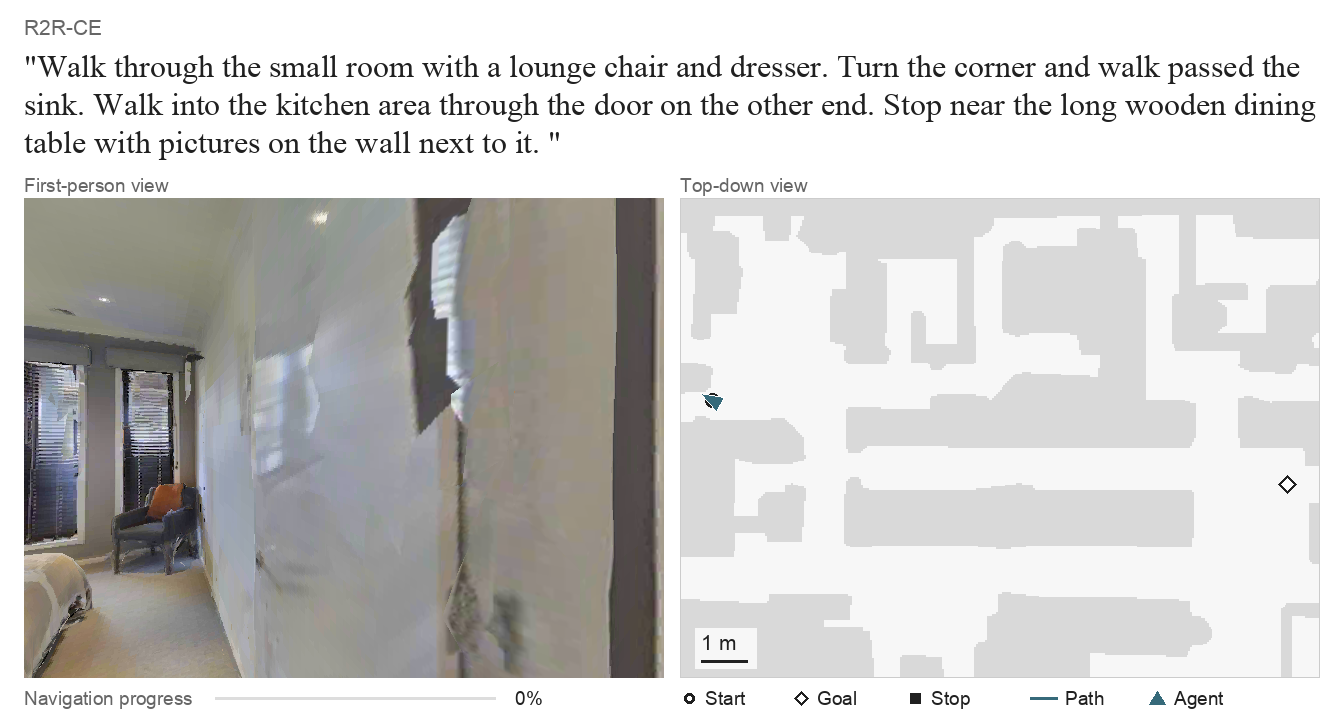 R2R-CE
"Walk through the small room with a lounge chair and dresser. Turn the corner and walk passed the
sink. Walk into the kitchen area through the door on the other end. Stop near the long wooden dining
table with pictures on the wall next to it. "
First-person view
Top-down view
1 m
Navigation progress
0%
Start
Goal
Stop
Path
Agent